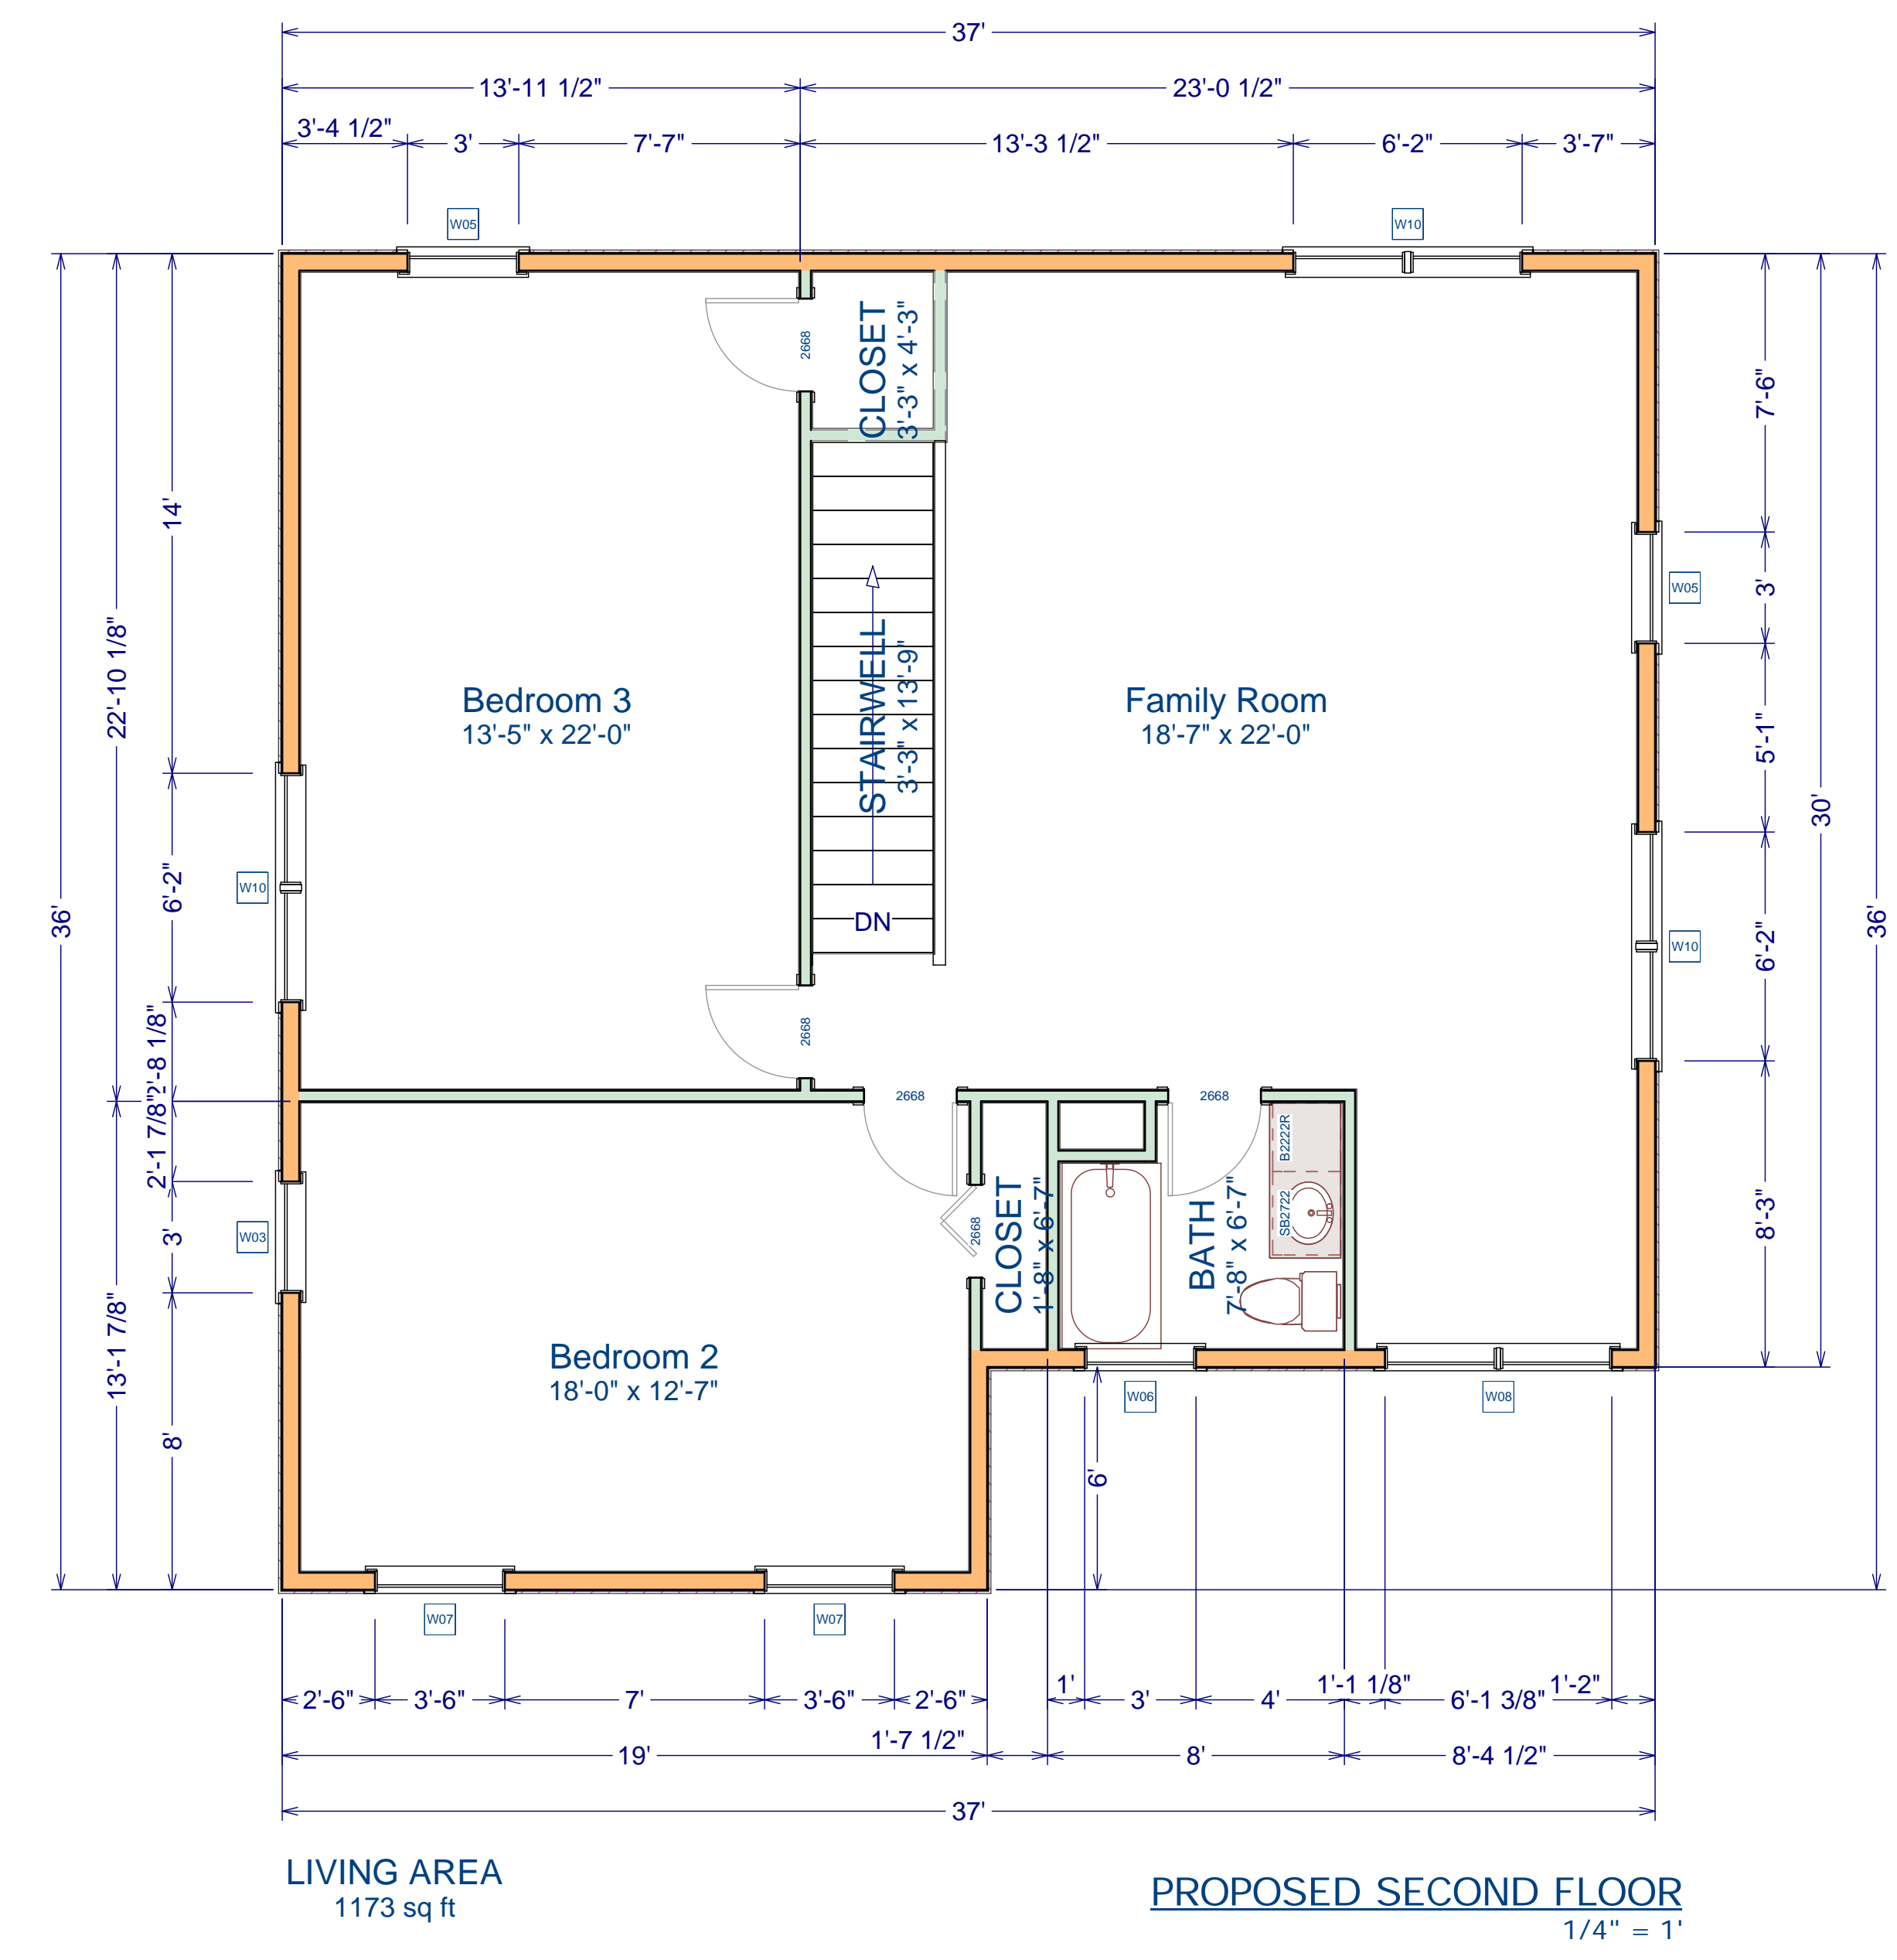 37'
13'-11 1/2"
23'-0 1/2"
3'-4 1/2"
3'
7'-7"
13'-3 1/2"
6'-2"
3'-7"
W05
W10
2668
CLOSET
3'-3" x 4'-3"
7'-6"
14'
3'
W05
22'-10 1/8"
Bedroom 3
13'-5" x 22'-0"
STAIRWELL
3'-3" x 13'-9"
Family Room
18'-7" x 22'-0"
5'-1"
30'
36'
6'-2"
W10
DN
W10
6'-2"
36'
2'-8 1/8"
2668
2668
2668
2'-1 7/8"
B2222R
SB2722
W03
3'
2668
CLOSET
1'-8" x 6'-7"
BATH
7'-8" x 6'-7"
8'-3"
13'-1 7/8"
Bedroom 2
18'-0" x 12'-7"
W06
W08
8'
6'
W07
W07
2'-6"
3'-6"
7'
3'-6"
2'-6"
1'
3'
4'
1'-1 1/8"
6'-1 3/8"
1'-2"
19'
1'-7 1/2"
8'
8'-4 1/2"
37'
LIVING AREA
1173 sq ft
PROPOSED SECOND FLOOR
1/4" = 1'